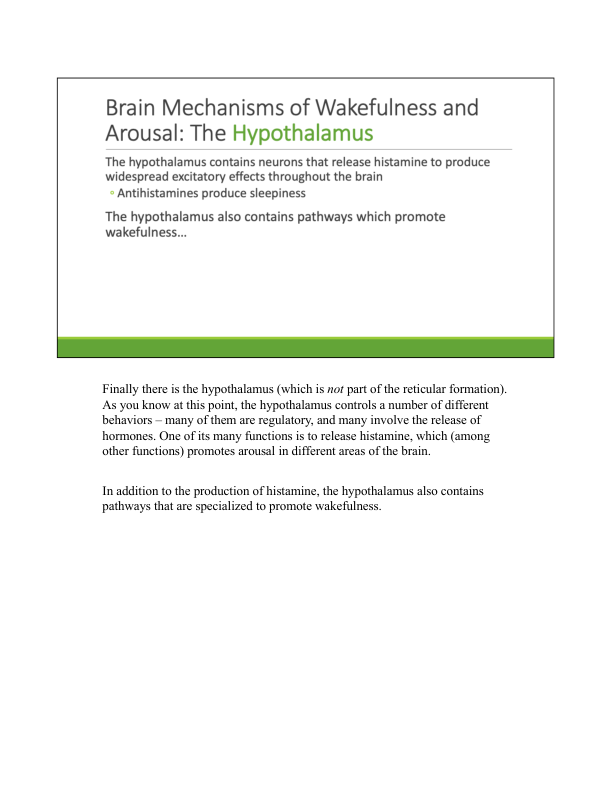 Brain Mechanisms of Wakefulness and
Arousal: The Hypothalamus
The hypothalamus contains neurons that release histamine to produce
widespread excitatory effects throughout the brain
▫ Antihistamines produce sleepiness
The hypothalamus also contains pathways which promote
wakefulness…
Finally there is the hypothalamus (which is not part of the reticular formation).
As you know at this point, the hypothalamus controls a number of different
behaviors – many of them are regulatory, and many involve the release of
hormones. One of its many functions is to release histamine, which (among
other functions) promotes arousal in different areas of the brain.
In addition to the production of histamine, the hypothalamus also contains
pathways that are specialized to promote wakefulness.